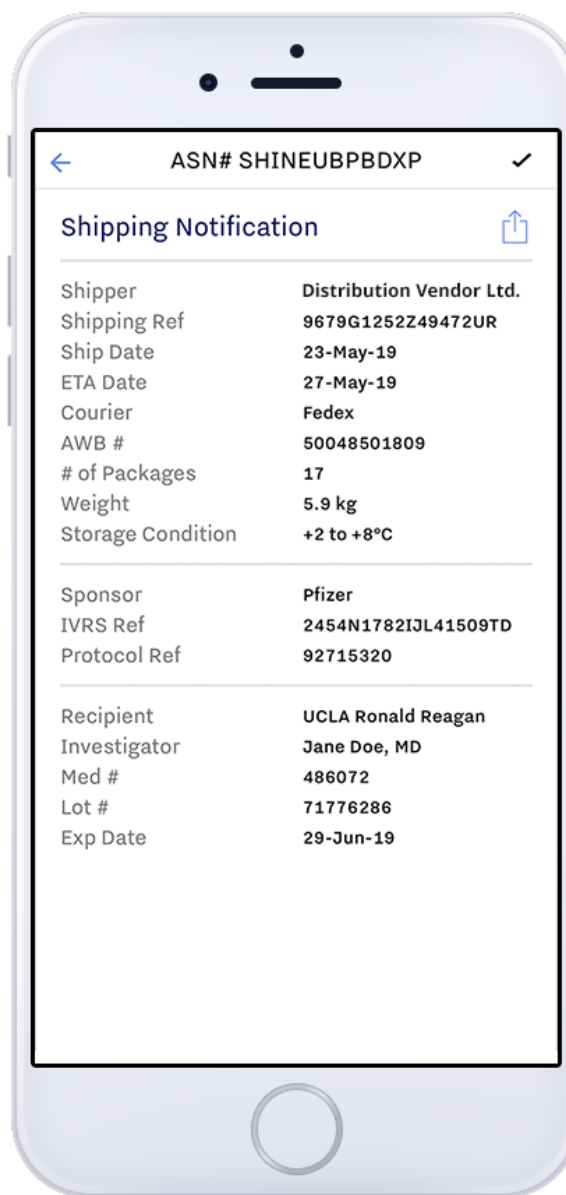 ASN# SHINEUBPBDXP
Shipping Notification
Shipper Distribution Vendor Ltd.
Shipping Ref 9679G1252Z49472UR
Ship Date 23-May-19
ETA Date 27-May-19
Courier Fedex
AWB # 50048501809
# of Packages 17
Weight 5.9 kg
Storage Condition +2 to +8°C
Sponsor Pfizer
IVRS Ref 2454N1782IJL41509TD
Protocol Ref 92715320
Recipient UCLA Ronald Reagan
Investigator Jane Doe, MD
Med # 486072
Lot # 71776286
Exp Date 29-Jun-19